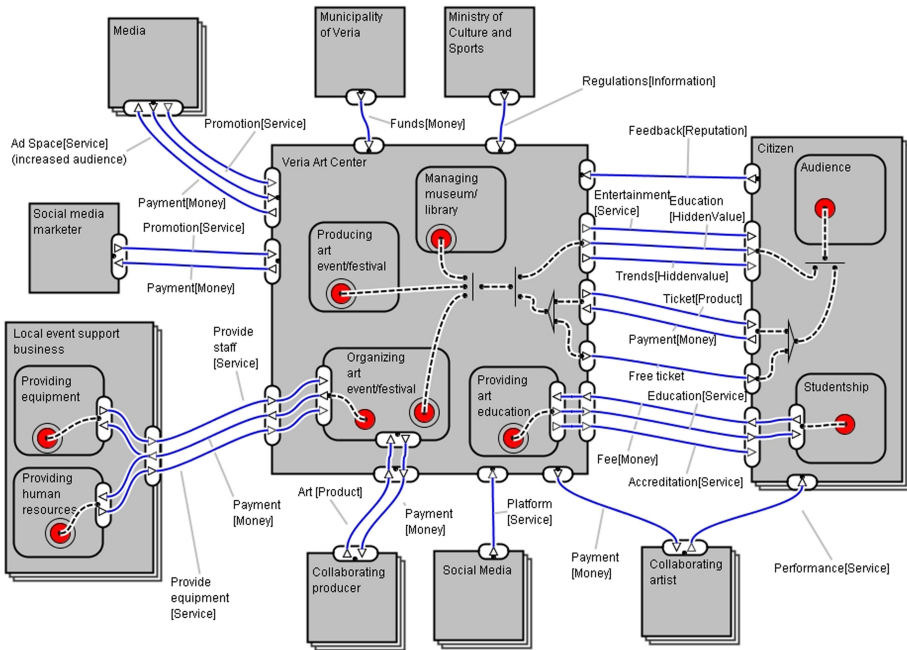 Media
Municipality
of Veria
Ministry of
Culture and
Sports
Regulations[Information]
Funds[Money]
Promotion[Service]
Ad Space[Service]
(increased audience)
Payment[Money]
Feedback[Reputation]
Veria Art Center
Citizen
Audience
Managing
museum/
library
Entertainment
[Service]
Education
[HiddenValue]
Social media
marketer
Promotion[Service]
Payment[Money]
Producing
art
event/festival
Trends[Hiddenvalue]
Ticket[Product]
Payment[Money]
Free ticket
Local event support
business
Provide
staff
[Service]
Providing
equipment
Organizing
art
event/festival
Providing
art
education
Education[Service]
Studentship
Fee[Money]
Accreditation[Service]
Providing
human
resources
Payment
[Money]
Art [Product]
Payment
[Money]
Platform
[Service]
Payment
[Money]
Performance[Service]
Provide
equipment
[Service]
Collaborating
producer
Social Media
Collaborating
artist